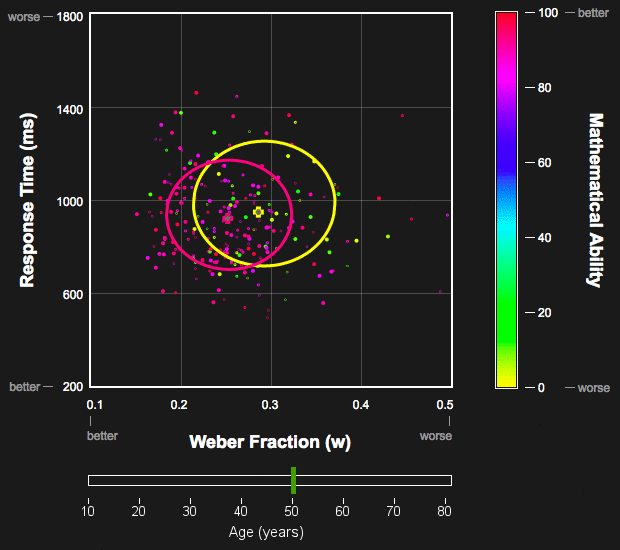 worse
1800
1400
1000
600
better
200
Response Time (ms)
0.1
0.2
0.3
0.4
0.5
better
worse
Weber Fraction (w)
100
better
80
60
40
20
0
worse
Mathematical Ability
10
20
30
40
50
60
70
80
Age (years)